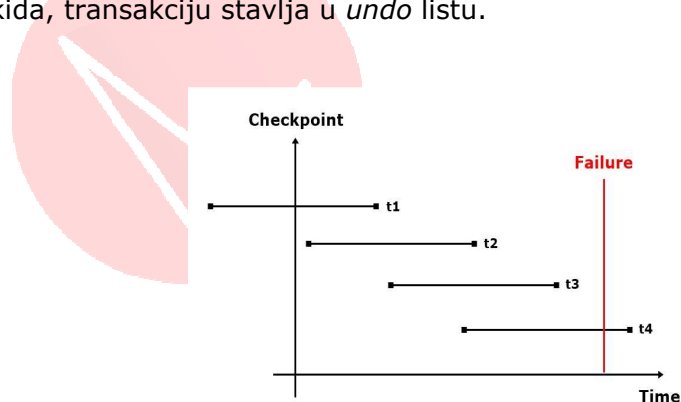 kida, transakciju stavlja u undo listu.
Checkpoint
Failure
t1
t2
t3
t4
Time